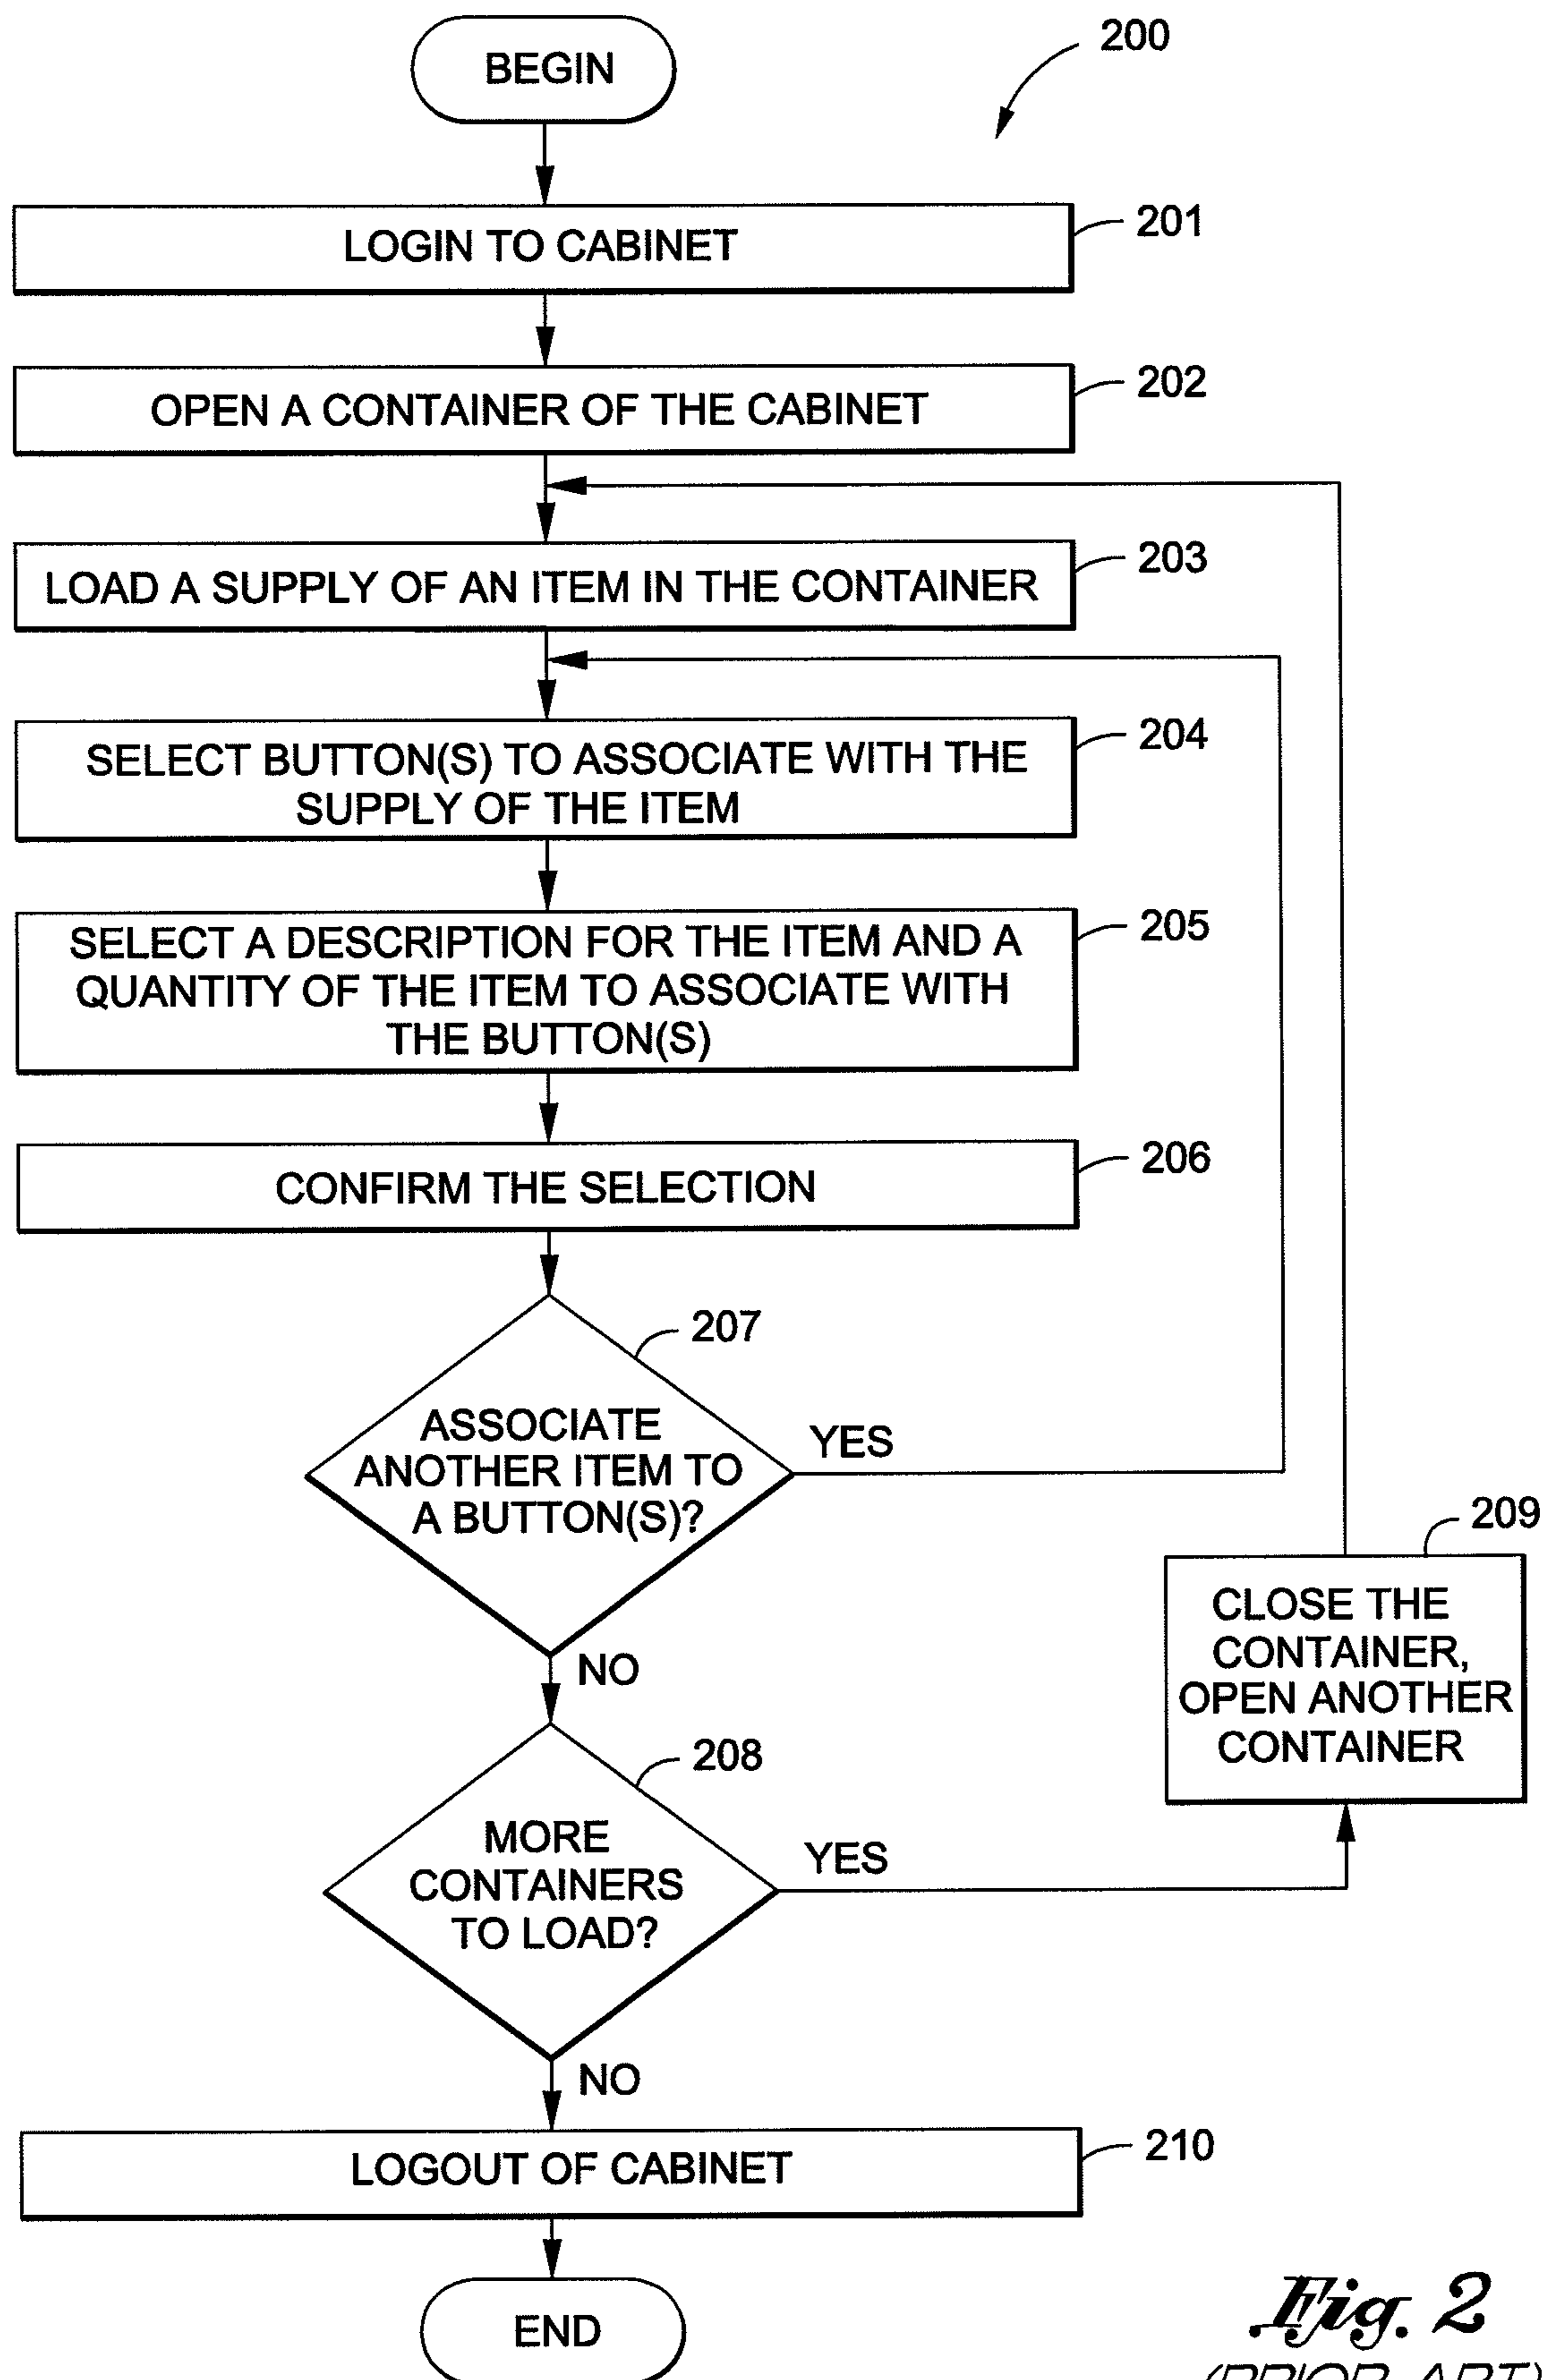 BEGIN
200
LOGIN TO CABINET
201
OPEN A CONTAINER OF THE CABINET
202
LOAD A SUPPLY OF AN ITEM IN THE CONTAINER
203
SELECT BUTTON(S) TO ASSOCIATE WITH THE
SUPPLY OF THE ITEM
204
SELECT A DESCRIPTION FOR THE ITEM AND A
QUANTITY OF THE ITEM TO ASSOCIATE WITH
THE BUTTON(S)
205
CONFIRM THE SELECTION
206
207
ASSOCIATE
ANOTHER ITEM TO
A BUTTON(S)?
YES
NO
209
CLOSE THE
CONTAINER,
OPEN ANOTHER
CONTAINER
208
MORE
CONTAINERS
TO LOAD?
YES
NO
LOGOUT OF CABINET
210
END
Fig. 2
(PRIOR ART)